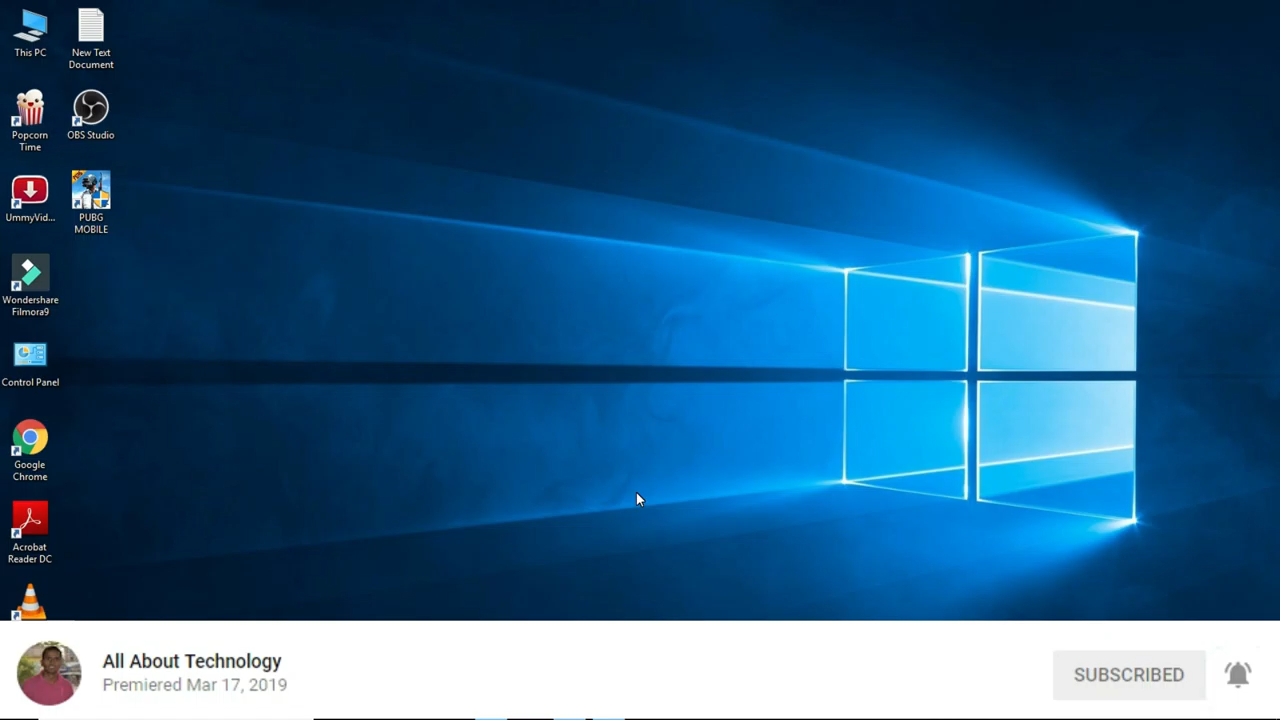 This PC
New Text
Document
Popcorn
Time
OBS Studio
UmmyVid...
PUBG
MOBILE
Wondershare
Filmora9
Control Panel
Google
Chrome
Acrobat
Reader DC
All About Technology
Premiered Mar 17, 2019
SUBSCRIBED